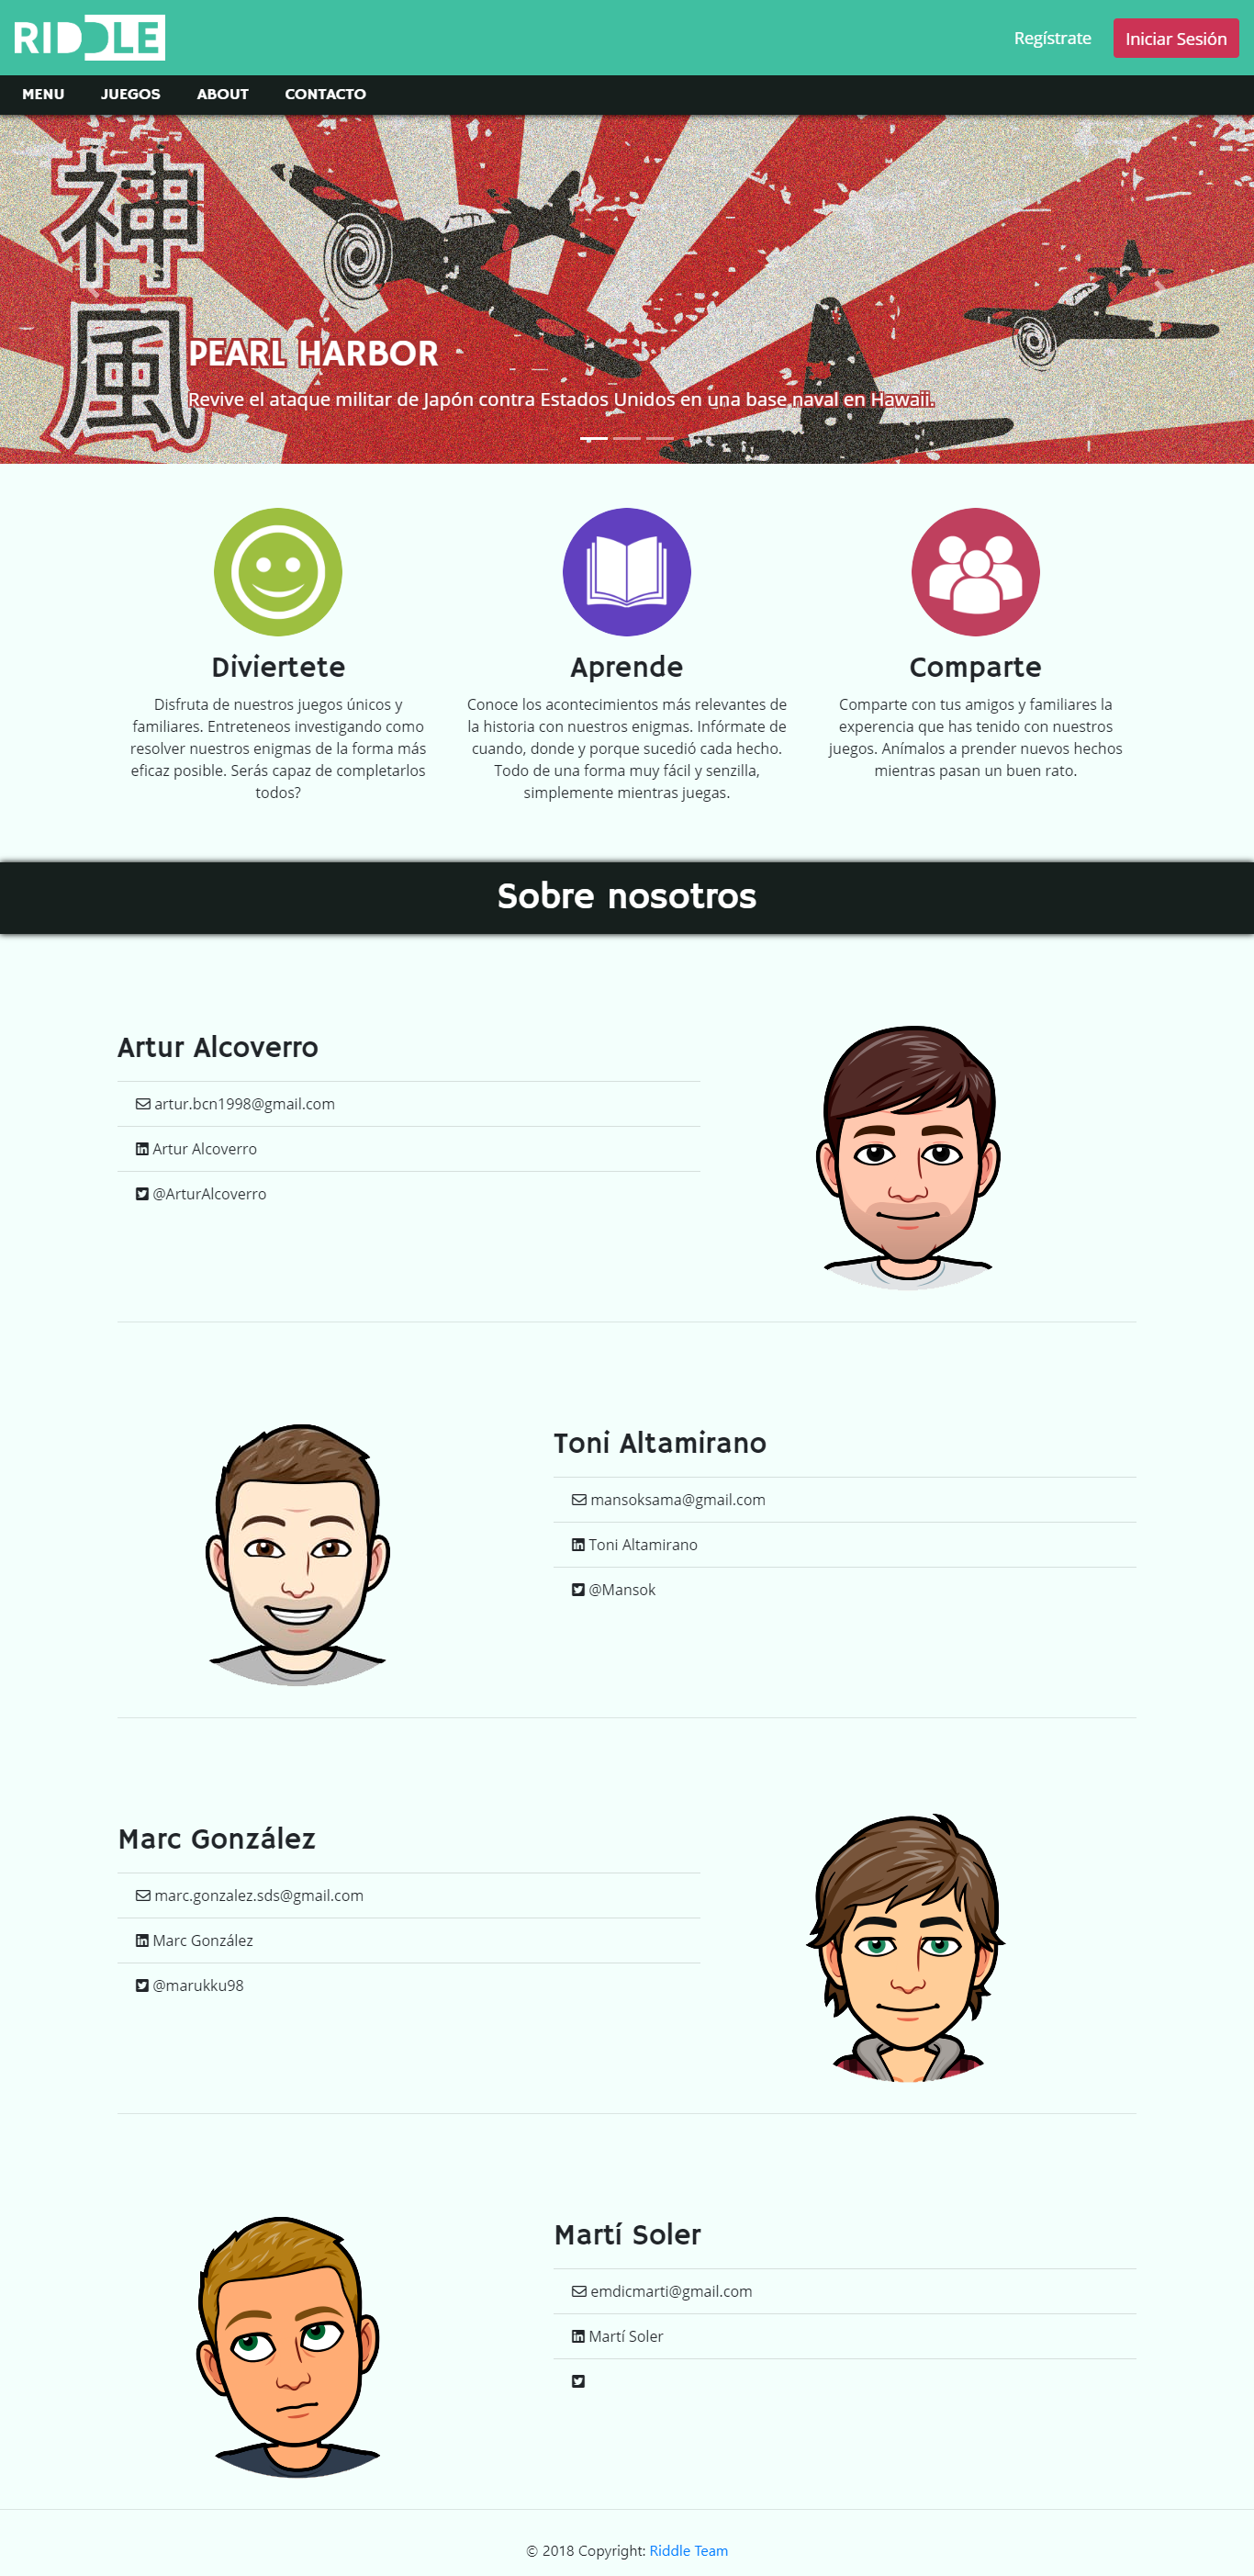 RIDDLE
Regístrate
Iniciar Sesión
MENU JUEGOS ABOUT CONTACTO
神
風
PEARL HARBOR
Revive el ataque militar de Japón contra Estados Unidos en una base naval en Hawaii.
Diviertete
Disfruta de nuestros juegos únicos y
familiares. Entreteneos investigando como
resolver nuestros enigmas de la forma más
eficaz posible. Serás capaz de completarlos
todos?
Aprende
Conoce los acontecimientos más relevantes de
la historia con nuestros enigmas. Infórmate de
cuando, donde y porque sucedió cada hecho.
Todo de una forma muy fácil y senzilla,
simplemente mientras juegas.
Comparte
Comparte con tus amigos y familiares la
experencia que has tenido con nuestros
juegos. Anímalos a prender nuevos hechos
mientras pasan un buen rato.
Sobre nosotros
Artur Alcoverro
artur.bcn1998@gmail.com
Artur Alcoverro
@ArturAlcoverro
Toni Altamirano
mansoksama@gmail.com
Toni Altamirano
@Mansok
Marc González
marc.gonzalez.sds@gmail.com
Marc González
@marukku98
Martí Soler
emdicmarti@gmail.com
Martí Soler
© 2018 Copyright: Riddle Team